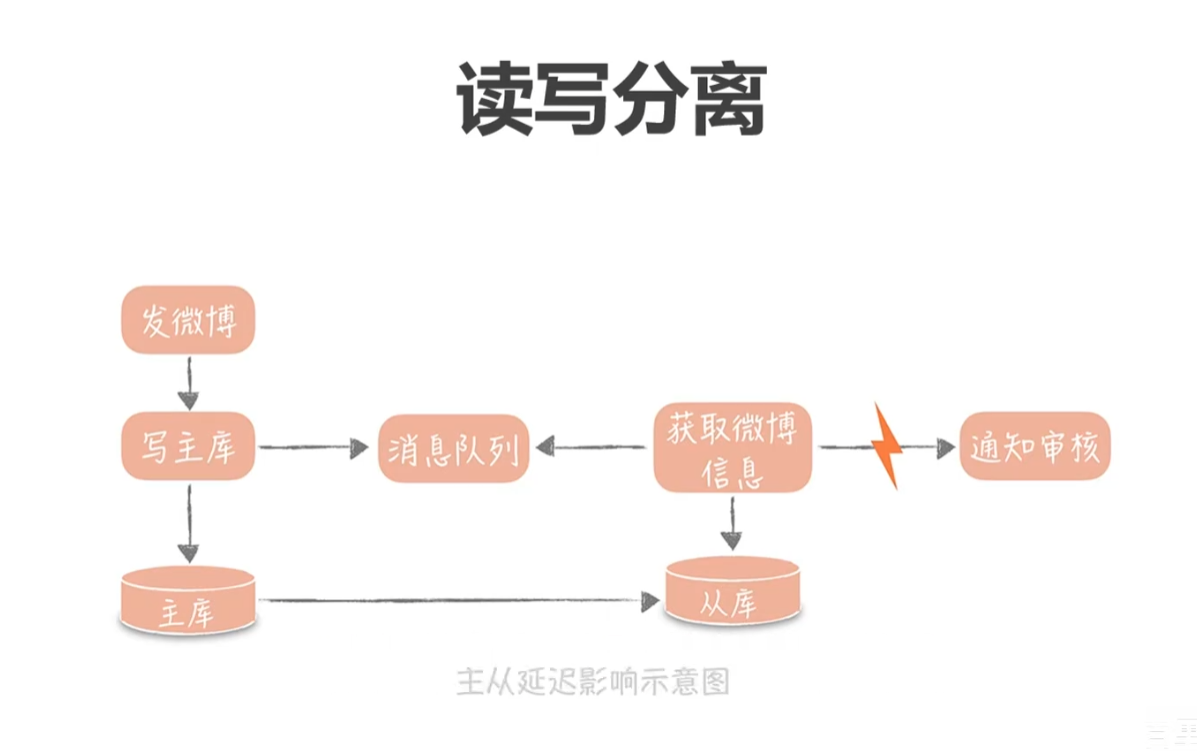 读写分离
发微博
写主库
消息队列
获取微博
信息
通知审核
主库
从库
主从延迟影响示意图